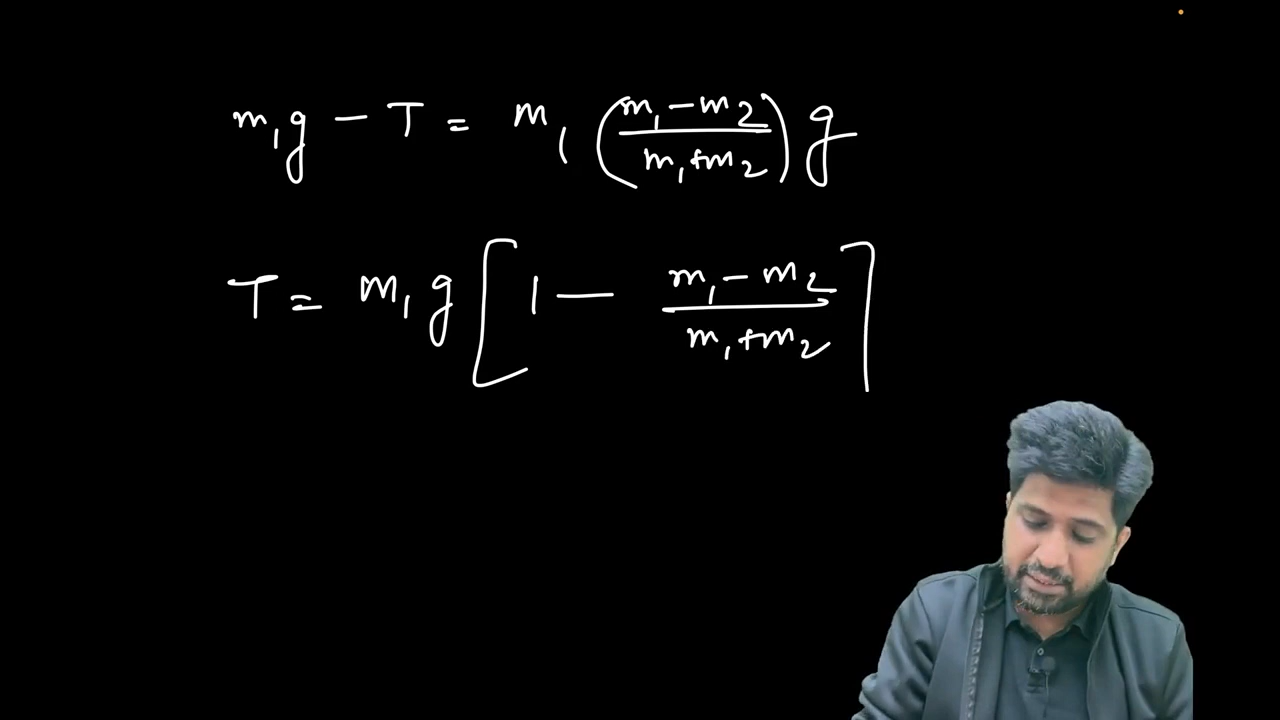 m₁g − T = m₁ (m₁−m₂ / m₁+m₂) g
T = m₁g [1 − m₁−m₂ / m₁+m₂]